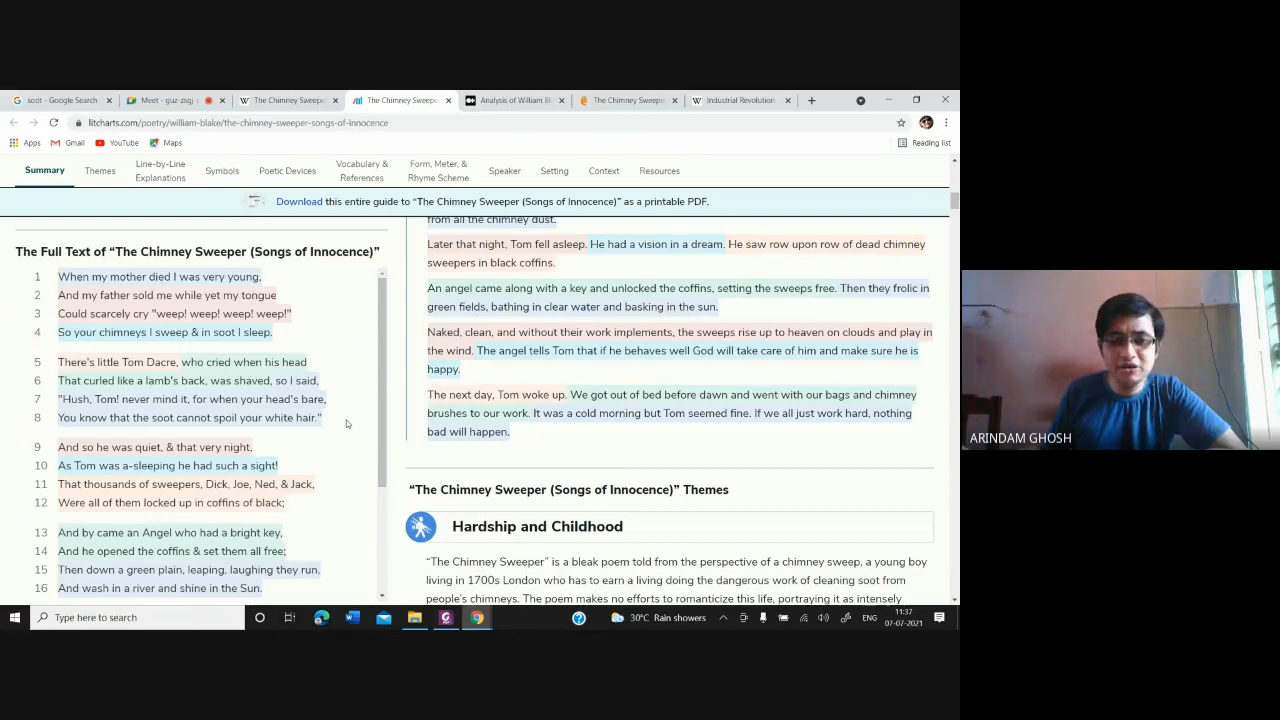 soot - Google Search
Meet - guz-zsgj
The Chimney Sweeper
The Chimney Sweepe
Analysis of William Bl
The Chimney Sweepe
Industrial Revolution
litcharts.com/poetry/william-blake/the-chimney-sweeper-songs-of-innocence
Apps
Gmail
YouTube
Maps
Reading list
Summary
Themes
Line-by-Line
Explanations
Symbols
Poetic Devices
Vocabulary &
References
Form, Meter, &
Rhyme Scheme
Speaker
Setting
Context
Resources
Download this entire guide to “The Chimney Sweeper (Songs of Innocence)” as a printable PDF.
The Full Text of “The Chimney Sweeper (Songs of Innocence)”
1 When my mother died I was very young,
2 And my father sold me while yet my tongue
3 Could scarcely cry "weep! weep! weep! weep!"
4 So your chimneys I sweep & in soot I sleep.
5 There's little Tom Dacre, who cried when his head
6 That curled like a lamb's back, was shaved, so I said,
7 "Hush, Tom! never mind it, for when your head's bare,
8 You know that the soot cannot spoil your white hair."
9 And so he was quiet, & that very night,
10 As Tom was a-sleeping he had such a sight!
11 That thousands of sweepers, Dick, Joe, Ned, & Jack,
12 Were all of them locked up in coffins of black;
13 And by came an Angel who had a bright key,
14 And he opened the coffins & set them all free;
15 Then down a green plain, leaping, laughing they run,
16 And wash in a river and shine in the Sun.
from all the chimney dust.
Later that night, Tom fell asleep. He had a vision in a dream. He saw row upon row of dead chimney
sweepers in black coffins.
An angel came along with a key and unlocked the coffins, setting the sweeps free. Then they frolic in
green fields, bathing in clear water and basking in the sun.
Naked, clean, and without their work implements, the sweeps rise up to heaven on clouds and play in
the wind. The angel tells Tom that if he behaves well God will take care of him and make sure he is
happy.
The next day, Tom woke up. We got out of bed before dawn and went with our bags and chimney
brushes to our work. It was a cold morning but Tom seemed fine. If we all just work hard, nothing
bad will happen.
“The Chimney Sweeper (Songs of Innocence)” Themes
Hardship and Childhood
“The Chimney Sweeper” is a bleak poem told from the perspective of a chimney sweep, a young boy
living in 1700s London who has to earn a living doing the dangerous work of cleaning soot from
people’s chimneys. The poem makes no efforts to romanticize this life, portraying it as intensely
ARINDAM GHOSH
Type here to search
30°C Rain showers
ENG
11:37
07-07-2021